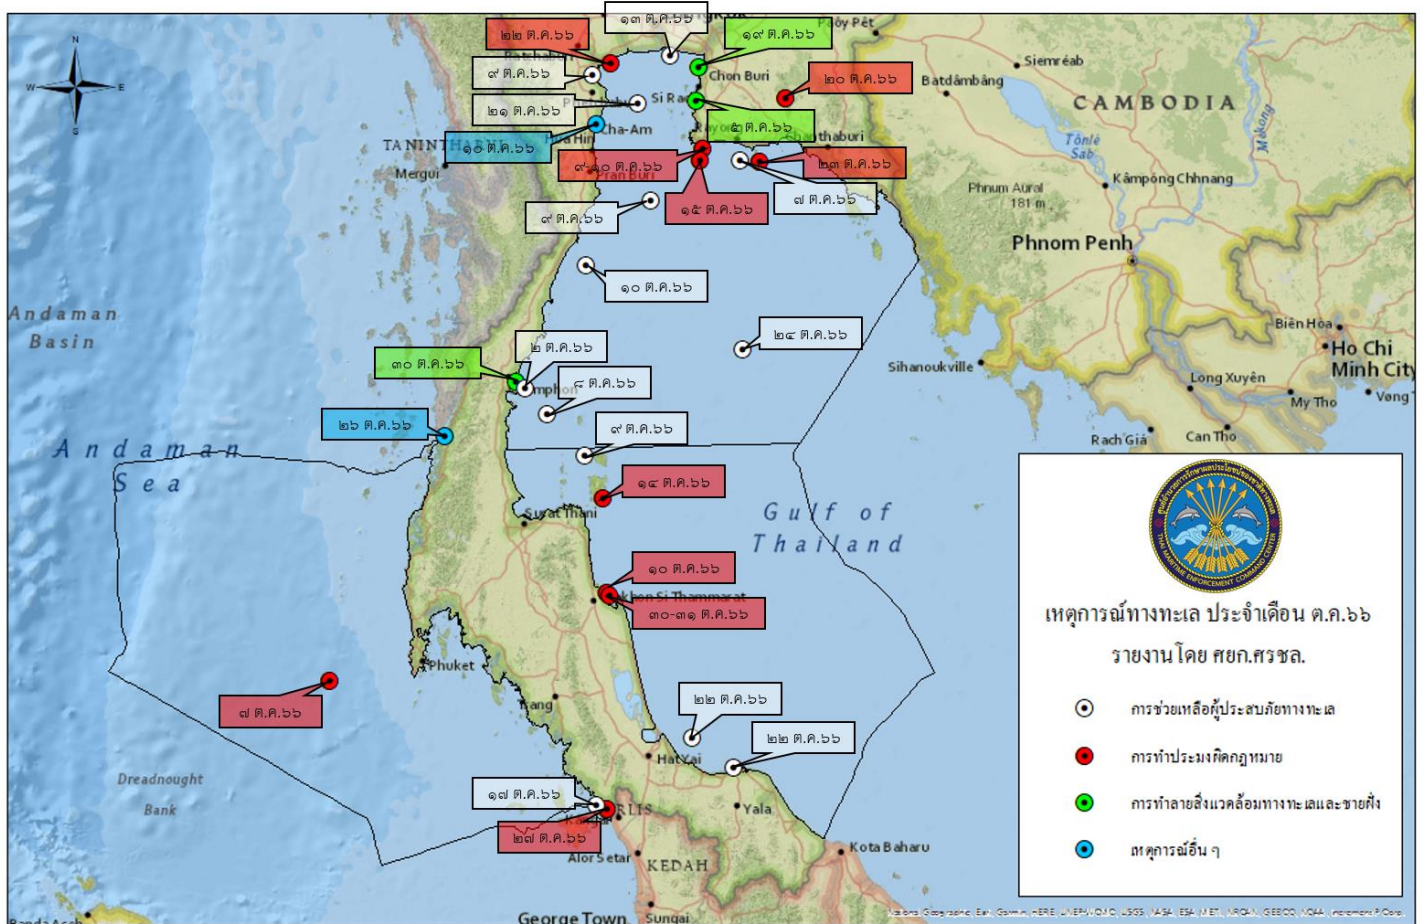 ๑๓ ต.ค.๖๖
Paôy Pêt
๒๒ ต.ค.๖๖
๑๙ ต.ค.๖๖
N
W
E
S
๙ ต.ค.๖๖
Chon Buri
๒๐ ต.ค.๖๖
Siemréab
Batdâmbâng
CAMBODIA
๒๑ ต.ค.๖๖
Cha-Am
๕ ต.ค.๖๖
Tônlé
Sab
Mekong
๑๐ ต.ค.๖๖
Mergui
๙-๑๐ ต.ค.๖๖
Pran Buri
๒๓ ต.ค.๖๖
๑๕ ต.ค.๖๖
๗ ต.ค.๖๖
Kâmpóng Chhnang
Phnum Aural
181 m
๙ ต.ค.๖๖
Phnom Penh
๑๐ ต.ค.๖๖
Andaman
Basin
๒๔ ต.ค.๖๖
Biên Hòa
Ho Chi
Minh City
๒ ต.ค.๖๖
๓๐ ต.ค.๖๖
Sihanoukville
๘ ต.ค.๖๖
Long Xuyên
My Tho
๒๖ ต.ค.๖๖
๙ ต.ค.๖๖
Rach Giá
Can Tho
Andaman
Sea
๑๔ ต.ค.๖๖
Surat Thani
Gulf of
Thailand
๑๐ ต.ค.๖๖
Nakhon Si Thammarat
๓๐-๓๑ ต.ค.๖๖
Phuket
๗ ต.ค.๖๖
๒๒ ต.ค.๖๖
๒๒ ต.ค.๖๖
Hat Yai
Dreadnought
Bank
๑๗ ต.ค.๖๖
Yala
๒๗ ต.ค.๖๖
Alor Setar
KEDAH
Kota Bharu
George Town
Sungai
THAI MARITIME ENFORCEMENT COMMAND CENTER
เหตุการณ์ทางทะเล ประจำเดือน ต.ค.๖๖
รายงานโดย ศยก.ศรชล.
การช่วยเหลือผู้ประสบภัยทางทะเล
การทำประมงผิดกฎหมาย
การทำลายสิ่งแวดล้อมทางทะเลและชายฝั่ง
เหตุการณ์อื่น ๆ